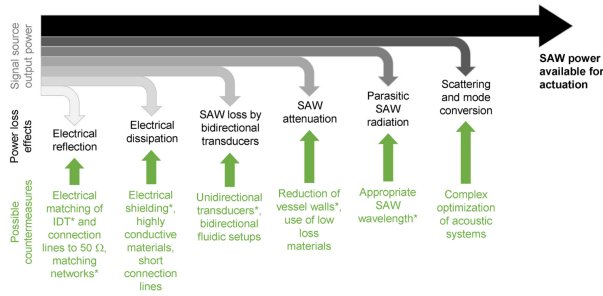 Signal source
output power
SAW power
available for
actuation
Power loss
effects
Electrical
reflection
Electrical
dissipation
SAW loss by
bidirectional
transducers
SAW
attenuation
Parasitic
SAW
radiation
Scattering
and mode
conversion
Possible
countermeasures
Electrical
matching of
IDT* and
connection
lines to 50 Ω,
matching
networks*
Electrical
shielding*,
highly
conductive
materials,
short
connection
lines
Unidirectional
transducers*,
bidirectional
fluidic setups
Reduction of
vessel walls*,
use of low
loss
materials
Appropriate
SAW
wavelength*
Complex
optimization
of acoustic
systems